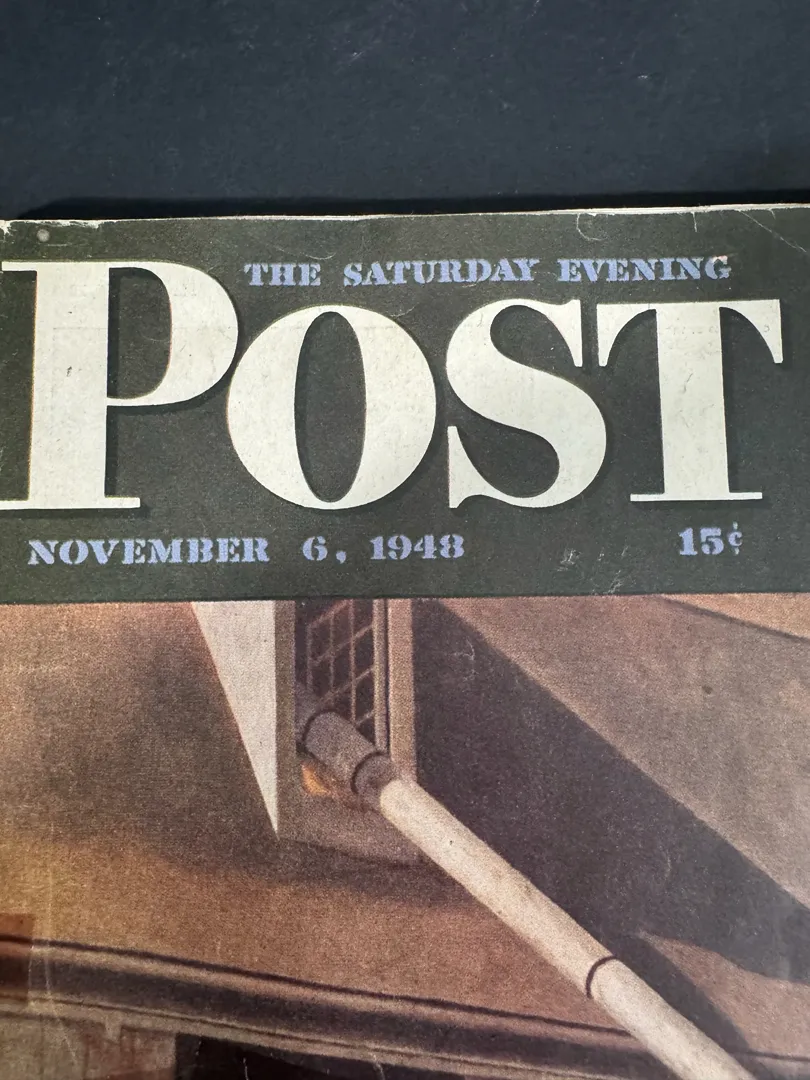 THE SATURDAY EVENING
POST
NOVEMBER 6, 1948 15¢